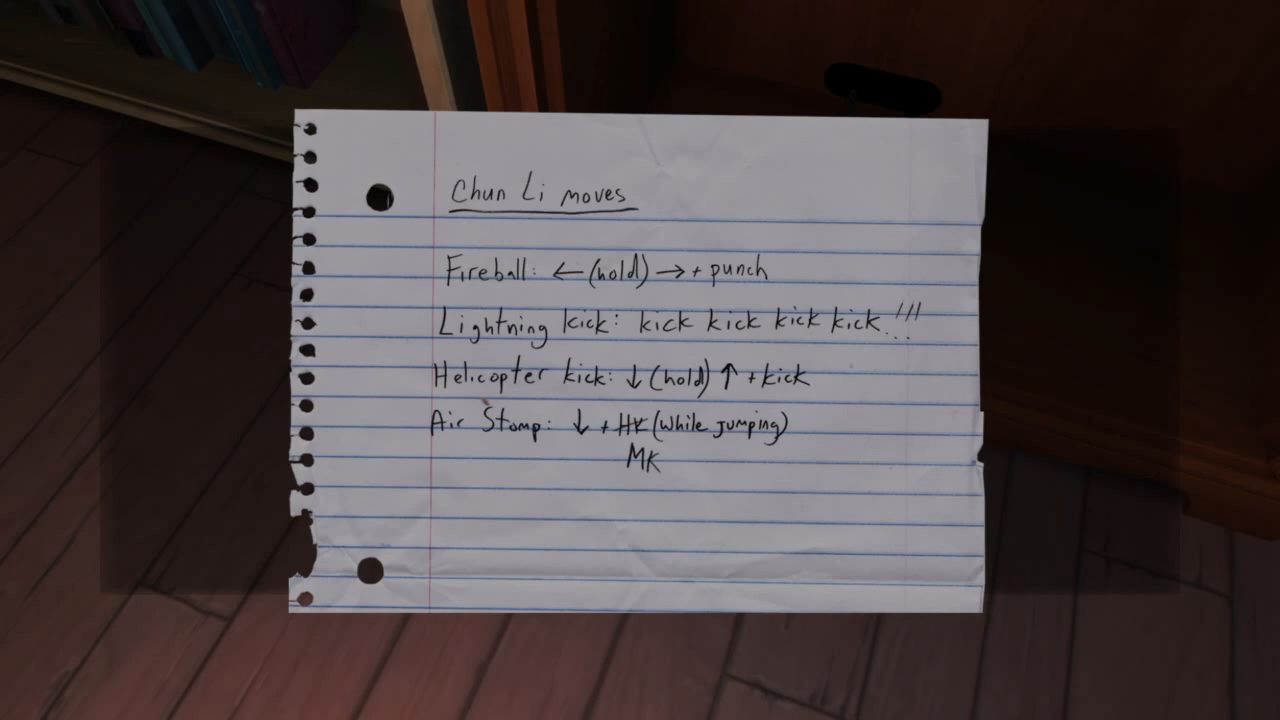 Chun Li moves
Fireball: ← (hold) → + punch
Lightning kick: kick kick kick kick...!!!
Helicopter kick: ↓ (hold) ↑ + kick
Air Stomp: ↓ + HK (while jumping)
MK